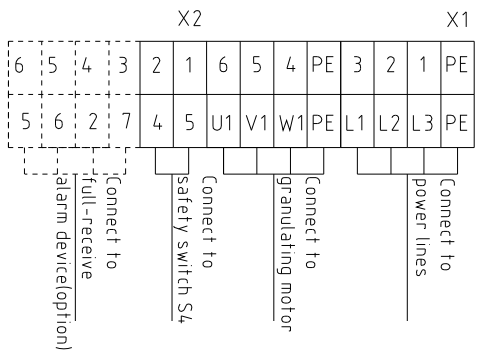 X2 X1
6 5 4 3 2 1 6 5 4 PE 3 2 1 PE
5 6 2 7 4 5 U1 V1 W1 PE L1 L2 L3 PE
Connect to
full-receive
alarm device(option)
Connect to
safety switch S4
Connect to
granulating motor
Connect to
power lines